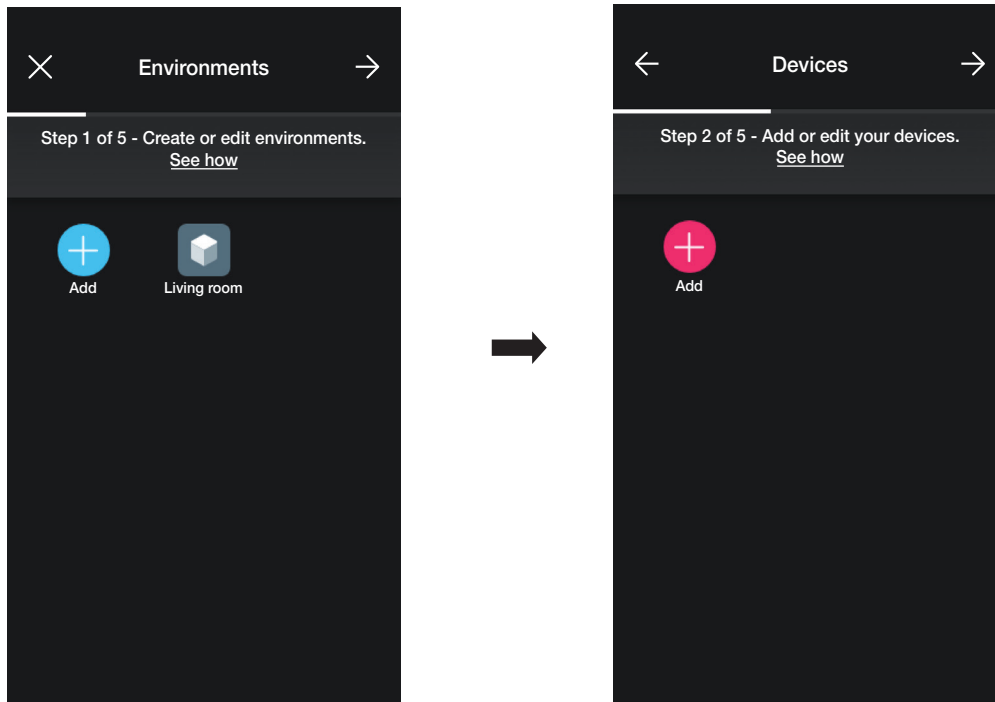 Environments
Step 1 of 5 - Create or edit environments.
See how
Add
Living room
Devices
Step 2 of 5 - Add or edit your devices.
See how
Add